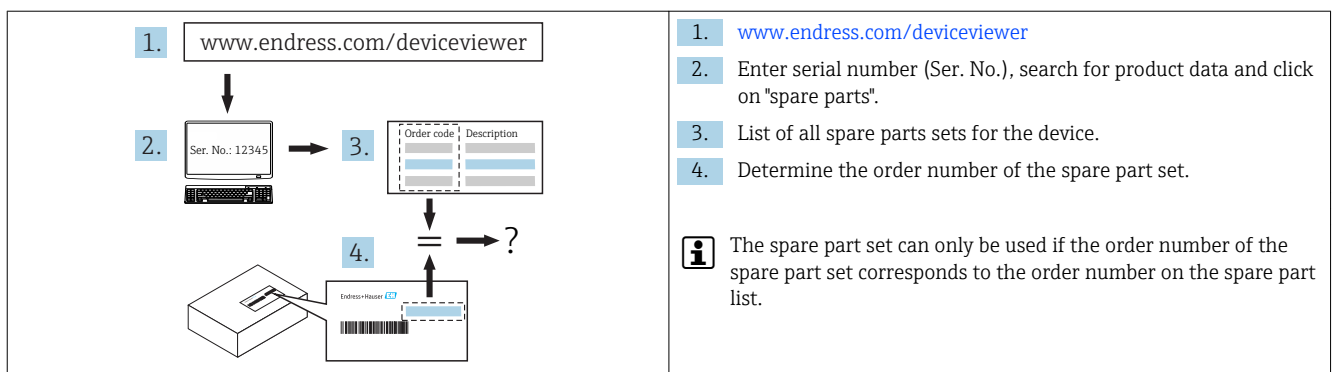 1.
www.endress.com/deviceviewer
2.
Ser. No.: 12345
3.
Order code Description
4.
= ?
Endress+Hauser EH
1. www.endress.com/deviceviewer
2. Enter serial number (Ser. No.), search for product data and click
on "spare parts".
3. List of all spare parts sets for the device.
4. Determine the order number of the spare part set.
i The spare part set can only be used if the order number of the
spare part set corresponds to the order number on the spare part
list.